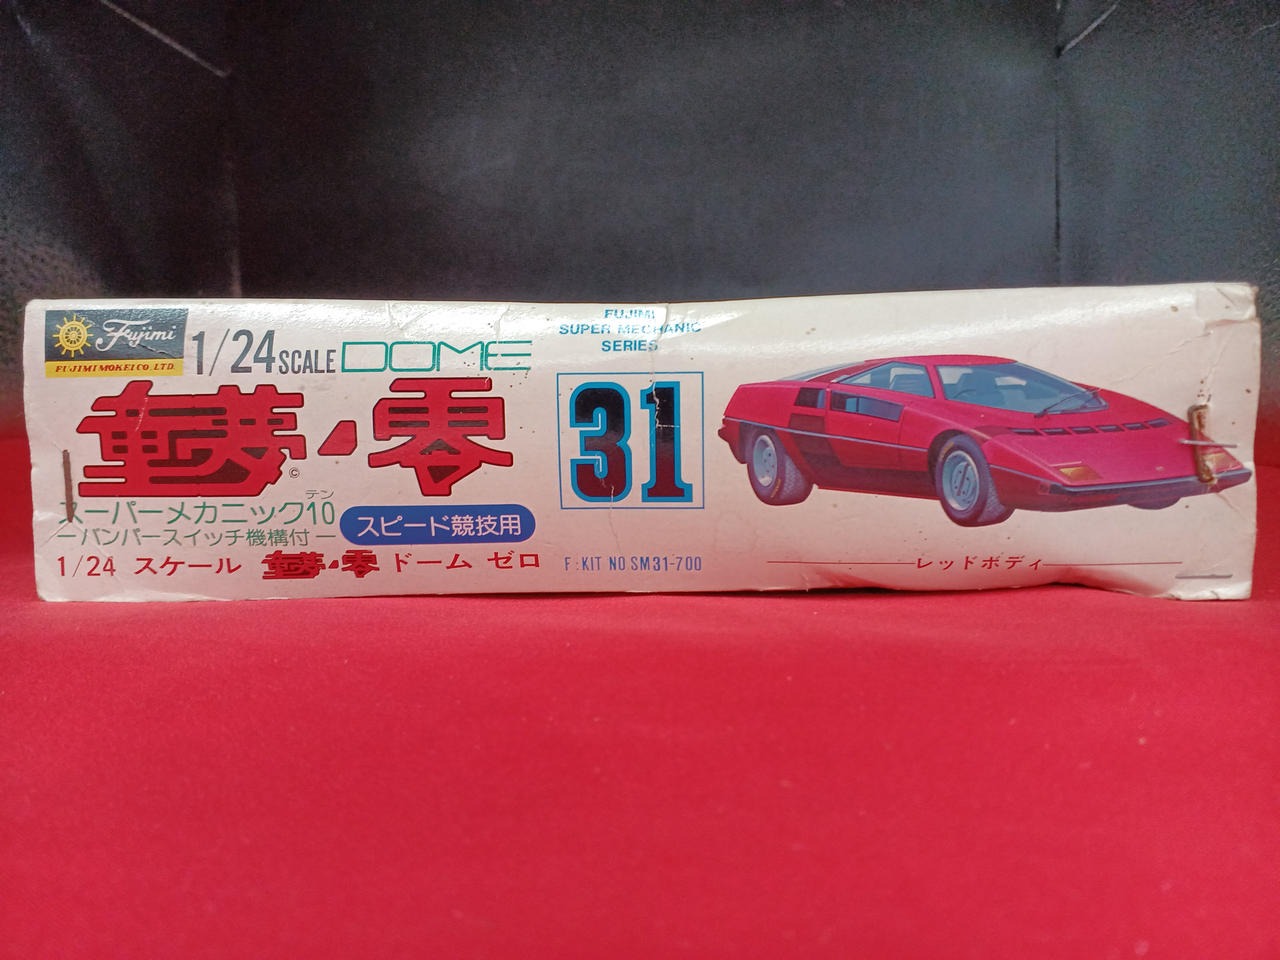 Fujimi
FUJIMI MOKEI CO. LTD.
1/24 SCALE DOME
童夢・零 ©
テン
スーパーメカニック10
ーバンパースイッチ機構付ー
スピード競技用
1/24 スケール 童夢・零 ドーム ゼロ
FUJIMI
SUPER MECHANIC
SERIES
31
F:KIT NO SM31-700
レッドボディ